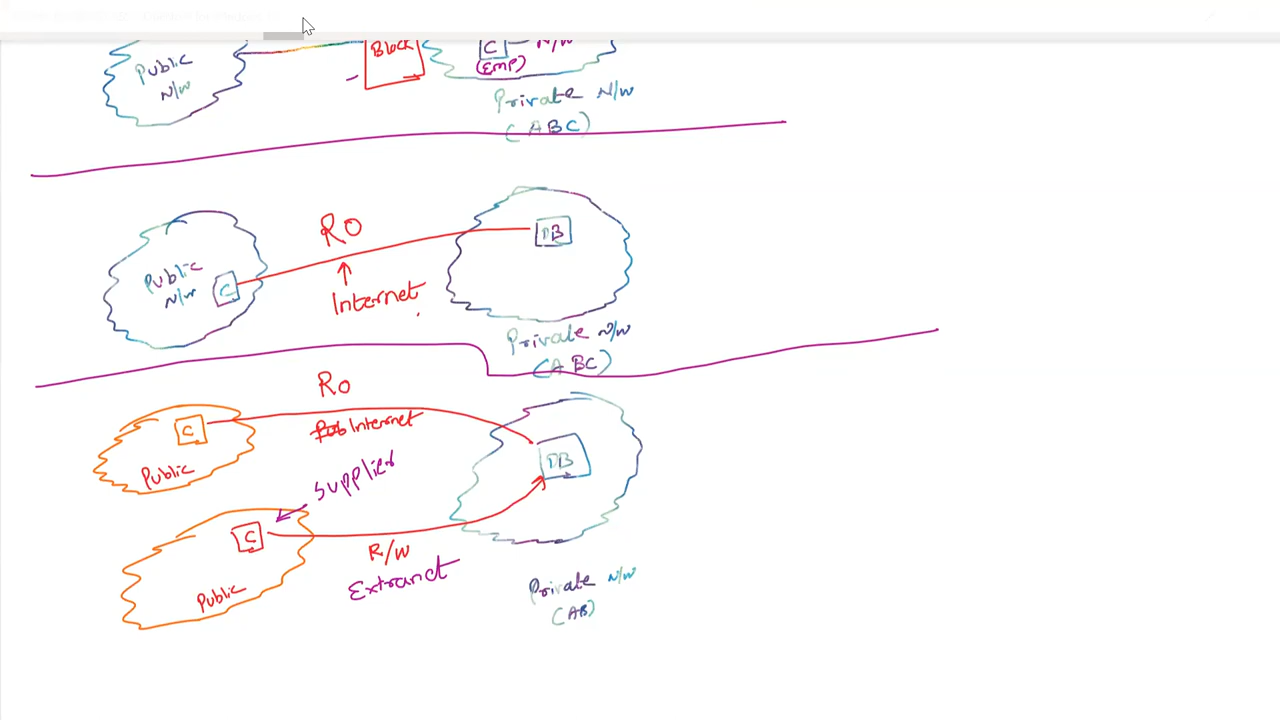 Public
N/W
Block
C
N/W
(EMP)
Private N/W
(ABC)
RO
DB
Public
N/W
C
Internet
Private N/W
(ABC)
Ro
C
Internet
Public
DB
Supplier
C
R/W
Public
Extranet
Private N/W
(AB)